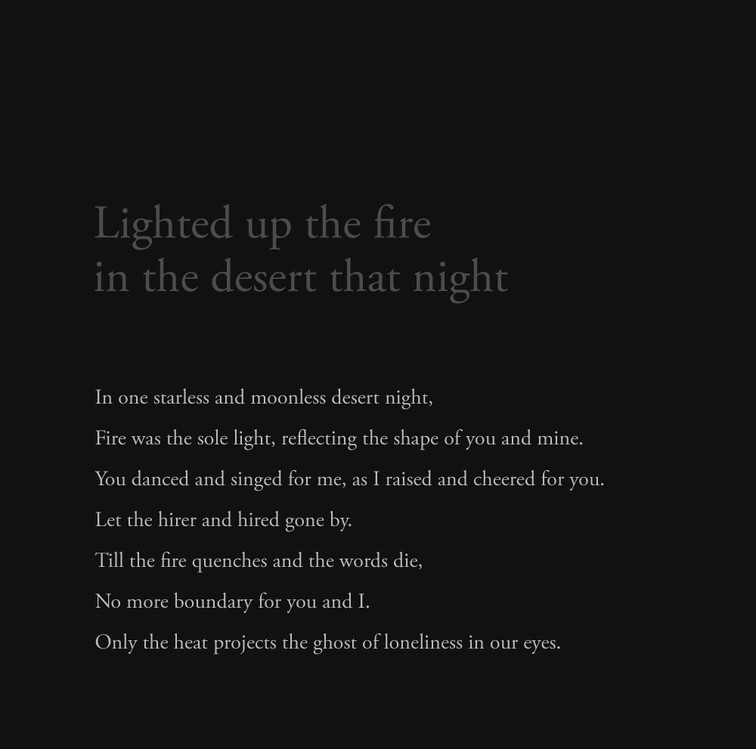 Lighted up the fire
in the desert that night
In one starless and moonless desert night,
Fire was the sole light, reflecting the shape of you and mine.
You danced and singed for me, as I raised and cheered for you.
Let the hirer and hired gone by.
Till the fire quenches and the words die,
No more boundary for you and I.
Only the heat projects the ghost of loneliness in our eyes.